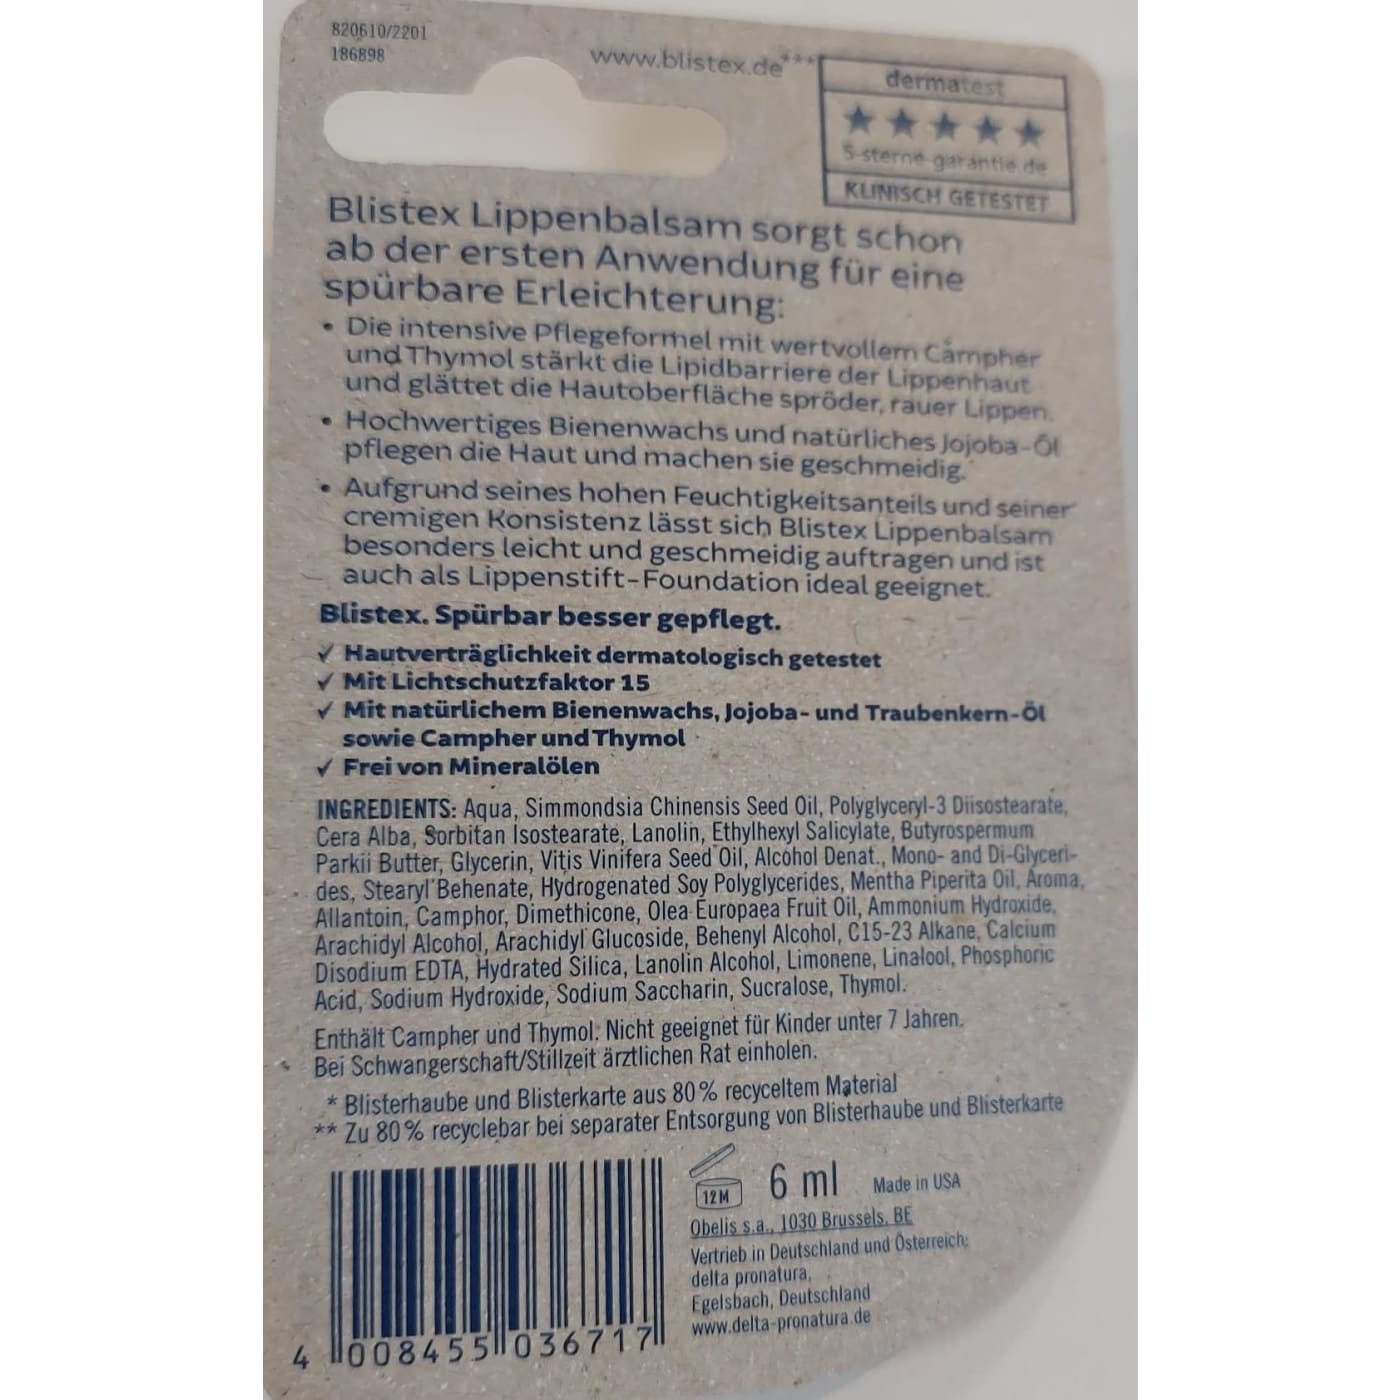 820610/2201
186898
www.blistex.de***
dermatest
5-sterne-garantie.de
KLINISCH GETESTET
Blistex Lippenbalsam sorgt schon
ab der ersten Anwendung für eine
spürbare Erleichterung:
• Die intensive Pflegeformel mit wertvollem Campher
und Thymol stärkt die Lipidbarriere der Lippenhaut
und glättet die Hautoberfläche spröder, rauer Lippen.
• Hochwertiges Bienenwachs und natürliches Jojoba-Öl
pflegen die Haut und machen sie geschmeidig.
• Aufgrund seines hohen Feuchtigkeitsanteils und seiner
cremigen Konsistenz lässt sich Blistex Lippenbalsam
besonders leicht und geschmeidig auftragen und ist
auch als Lippenstift-Foundation ideal geeignet.
Blistex. Spürbar besser gepflegt.
✓ Hautverträglichkeit dermatologisch getestet
✓ Mit Lichtschutzfaktor 15
✓ Mit natürlichem Bienenwachs, Jojoba- und Traubenkern-Öl
sowie Campher und Thymol
✓ Frei von Mineralölen
INGREDIENTS: Aqua, Simmondsia Chinensis Seed Oil, Polyglyceryl-3 Diisostearate,
Cera Alba, Sorbitan Isostearate, Lanolin, Ethylhexyl Salicylate, Butyrospermum
Parkii Butter, Glycerin, Vitis Vinifera Seed Oil, Alcohol Denat., Mono- and Di-Glyceri-
des, Stearyl Behenate, Hydrogenated Soy Polyglycerides, Mentha Piperita Oil, Aroma,
Allantoin, Camphor, Dimethicone, Olea Europaea Fruit Oil, Ammonium Hydroxide,
Arachidyl Alcohol, Arachidyl Glucoside, Behenyl Alcohol, C15-23 Alkane, Calcium
Disodium EDTA, Hydrated Silica, Lanolin Alcohol, Limonene, Linalool, Phosphoric
Acid, Sodium Hydroxide, Sodium Saccharin, Sucralose, Thymol.
Enthält Campher und Thymol. Nicht geeignet für Kinder unter 7 Jahren.
Bei Schwangerschaft/Stillzeit ärztlichen Rat einholen.
* Blisterhaube und Blisterkarte aus 80% recyceltem Material
** Zu 80% recyclebar bei separater Entsorgung von Blisterhaube und Blisterkarte
12M
6 ml
Made in USA
Obelis s.a., 1030 Brussels, BE
Vertrieb in Deutschland und Österreich:
delta pronatura,
Egelsbach, Deutschland
www.delta-pronatura.de
4 008455 036717